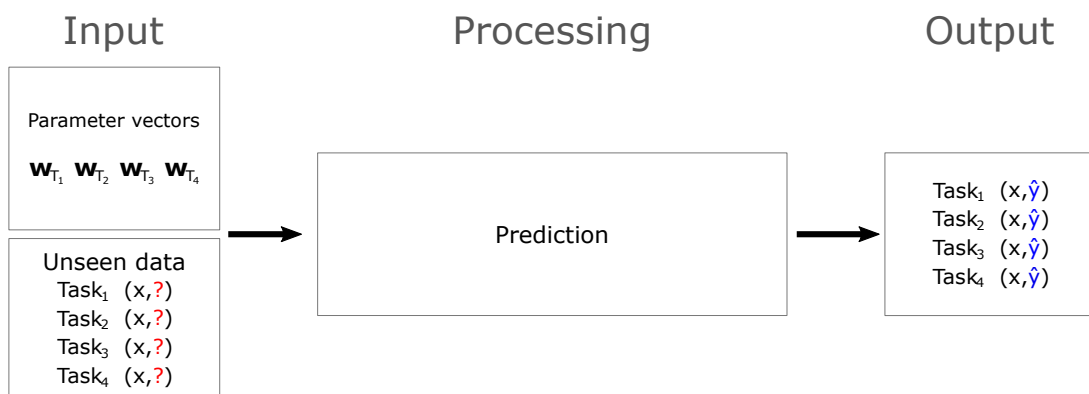 Input
Processing
Output
Parameter vectors
w_T₁ w_T₂ w_T₃ w_T₄
Unseen data
Task₁ (x,?)
Task₂ (x,?)
Task₃ (x,?)
Task₄ (x,?)
Prediction
Task₁ (x,ŷ)
Task₂ (x,ŷ)
Task₃ (x,ŷ)
Task₄ (x,ŷ)